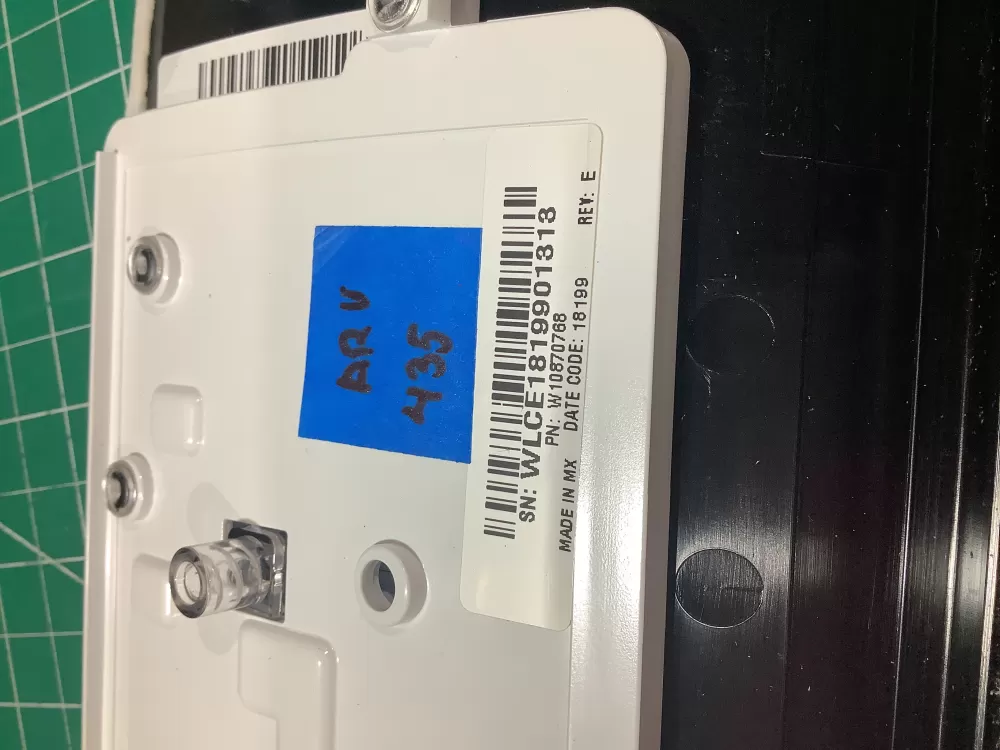 ARV
435
SN: WLCE1819901313
PN: W10870768
MADE IN MX DATE CODE: 18199 REV: E